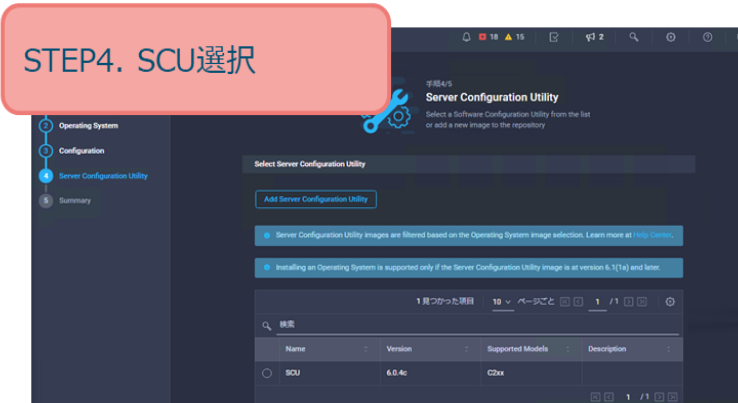 STEP4. SCU選択
18 15 2
手順4/5
Server Configuration Utility
Select a Software Configuration Utility from the list
or add a new image to the repository
2 Operating System
3 Configuration
4 Server Configuration Utility
5 Summary
Select Server Configuration Utility
Add Server Configuration Utility
Server Configuration Utility images are filtered based on the Operating System image selection. Learn more at Help Center.
Installing an Operating System is supported only if the Server Configuration Utility image is at version 6.1(1a) and later.
1 見つかった項目 10 ページごと 1 / 1
検索
Name Version Supported Models Description
SCU 6.0.4c C2xx
1 / 1